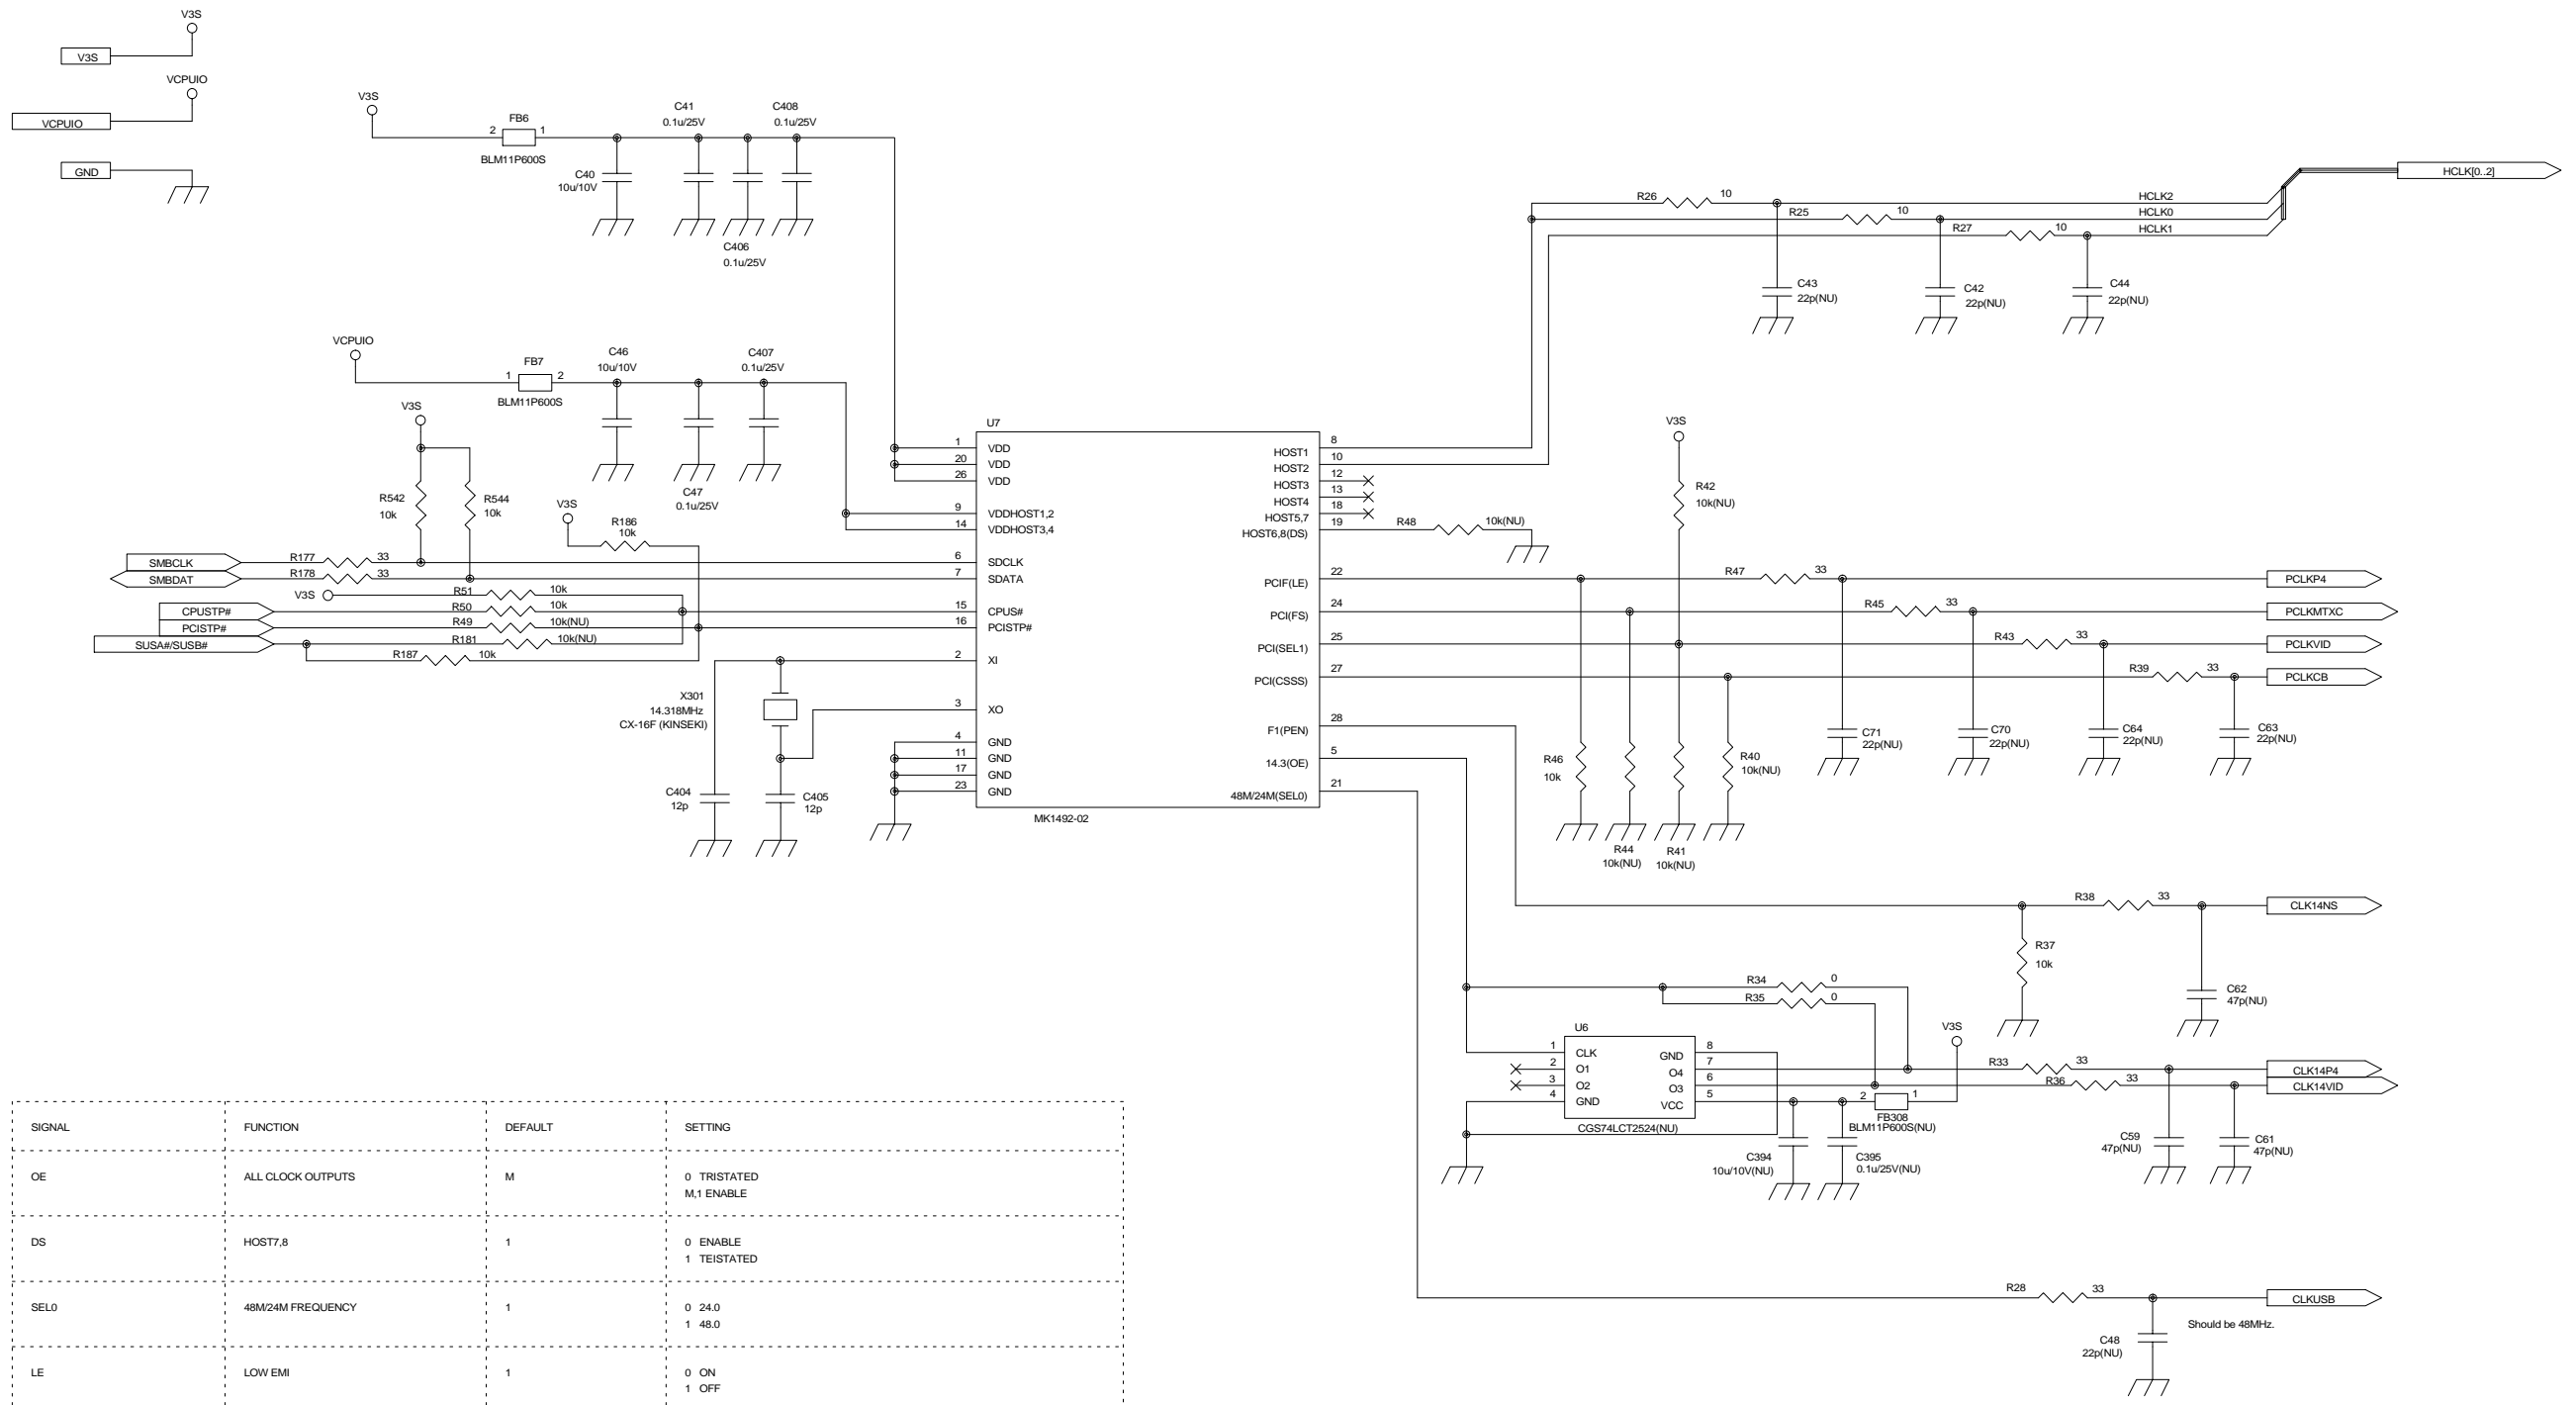 V3S
V3S
VCPUIO
VCPUIO
GND
V3S
FB6
2
1
BLM11P600S
C40
10u/10V
C41
0.1u/25V
C408
0.1u/25V
C406
0.1u/25V
VCPUIO
FB7
1
2
BLM11P600S
C46
10u/10V
C407
0.1u/25V
C47
0.1u/25V
V3S
R542
10k
R544
10k
V3S
R186
10k
SMBCLK
R177
33
SMBDAT
R178
33
V3S
R51
10k
CPUSTP#
R50
10k
PCISTP#
R49
10k(NU)
SUSA#/SUSB#
R181
10k(NU)
R187
10k
X301
14.318MHz
CX-16F (KINSEKI)
C404
12p
C405
12p
U7
1 VDD
20 VDD
26 VDD
9 VDDHOST1,2
14 VDDHOST3,4
6 SDCLK
7 SDATA
15 CPUS#
16 PCISTP#
2 XI
3 XO
4 GND
11 GND
17 GND
23 GND
HOST1 8
HOST2 10
HOST3 12
HOST4 13
HOST5,7 18
HOST6,8(DS) 19
PCIF(LE) 22
PCI(FS) 24
PCI(SEL1) 25
PCI(CSSS) 27
F1(PEN) 28
14.3(OE) 5
48M/24M(SEL0) 21
MK1492-02
R26
10
HCLK2
R25
10
HCLK0
R27
10
HCLK1
HCLK[0..2]
C43
22p(NU)
C42
22p(NU)
C44
22p(NU)
R48
10k(NU)
V3S
R42
10k(NU)
R47
33
PCLKP4
R45
33
PCLKMTXC
R43
33
PCLKVID
R39
33
PCLKCB
C71
22p(NU)
C70
22p(NU)
C64
22p(NU)
C63
22p(NU)
R46
10k
R40
10k(NU)
R44
10k(NU)
R41
10k(NU)
R38
33
CLK14NS
R37
10k
C62
47p(NU)
R34
0
R35
0
U6
1 CLK
2 O1
3 O2
4 GND
GND 8
O4 7
O3 6
VCC 5
CGS74LCT2524(NU)
V3S
2
1
FB308
BLM11P600S(NU)
R33
33
CLK14P4
R36
33
CLK14VID
C394
10u/10V(NU)
C395
0.1u/25V(NU)
C59
47p(NU)
C61
47p(NU)
R28
33
CLKUSB
Should be 48MHz.
C48
22p(NU)
SIGNAL FUNCTION DEFAULT SETTING
OE ALL CLOCK OUTPUTS M 0 TRISTATED
M,1 ENABLE
DS HOST7,8 1 0 ENABLE
1 TEISTATED
SEL0 48M/24M FREQUENCY 1 0 24.0
1 48.0
LE LOW EMI 1 0 ON
1 OFF